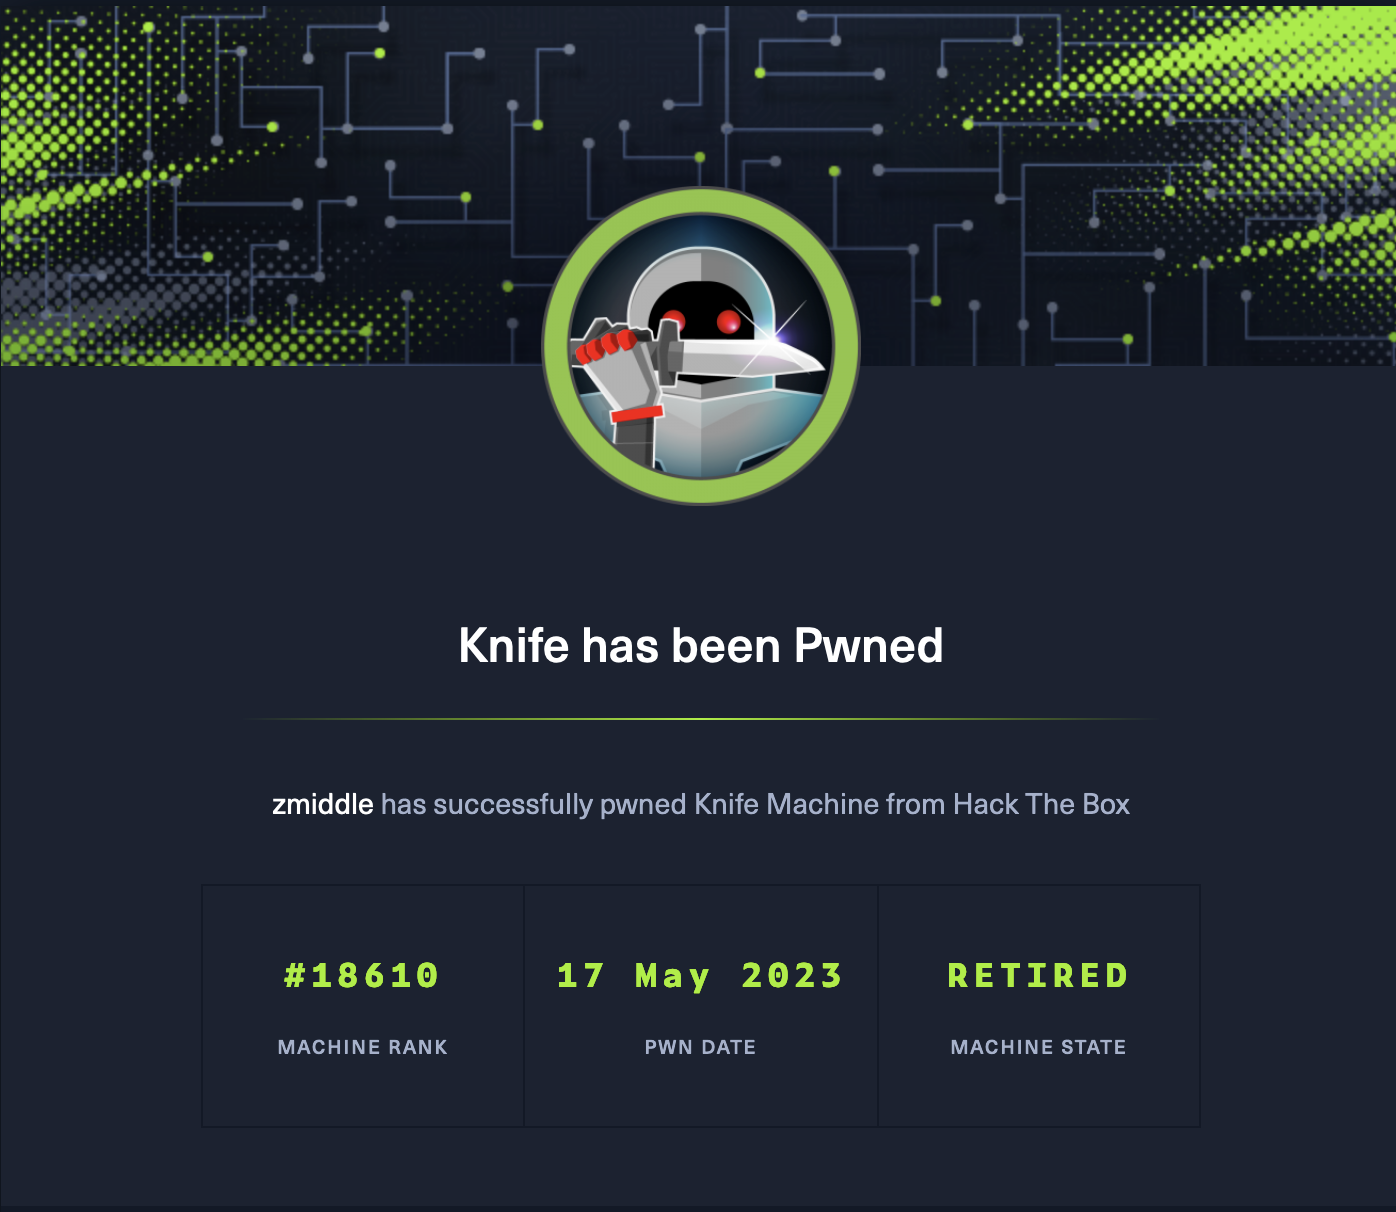 Knife has been Pwned
zmiddle has successfully pwned Knife Machine from Hack The Box
#18610
MACHINE RANK
17 May 2023
PWN DATE
RETIRED
MACHINE STATE